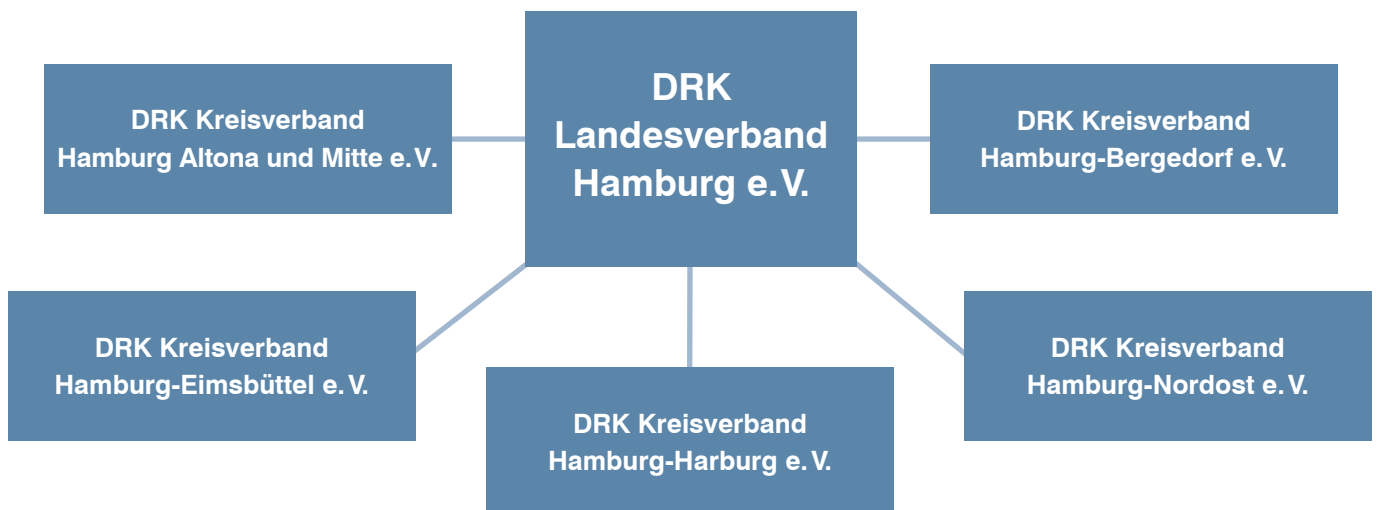 DRK
Landesverband
Hamburg e. V.
DRK Kreisverband
Hamburg Altona und Mitte e. V.
DRK Kreisverband
Hamburg-Bergedorf e. V.
DRK Kreisverband
Hamburg-Eimsbüttel e. V.
DRK Kreisverband
Hamburg-Harburg e. V.
DRK Kreisverband
Hamburg-Nordost e. V.